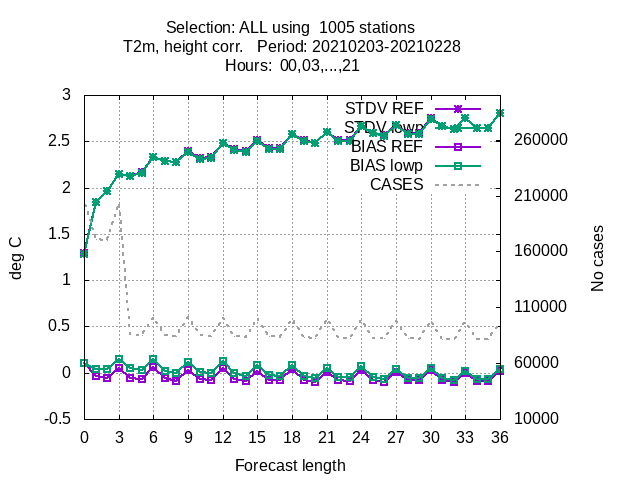 Selection: ALL using  1005 stations
T2m, height corr.   Period: 20210203-20210228
Hours:  00,03,...,21
STDV REF
STDV lowp
BIAS REF
BIAS lowp
CASES
3
2.5
2
1.5
1
0.5
0
-0.5
deg C
260000
210000
160000
110000
60000
10000
No cases
0 3 6 9 12 15 18 21 24 27 30 33 36
Forecast length